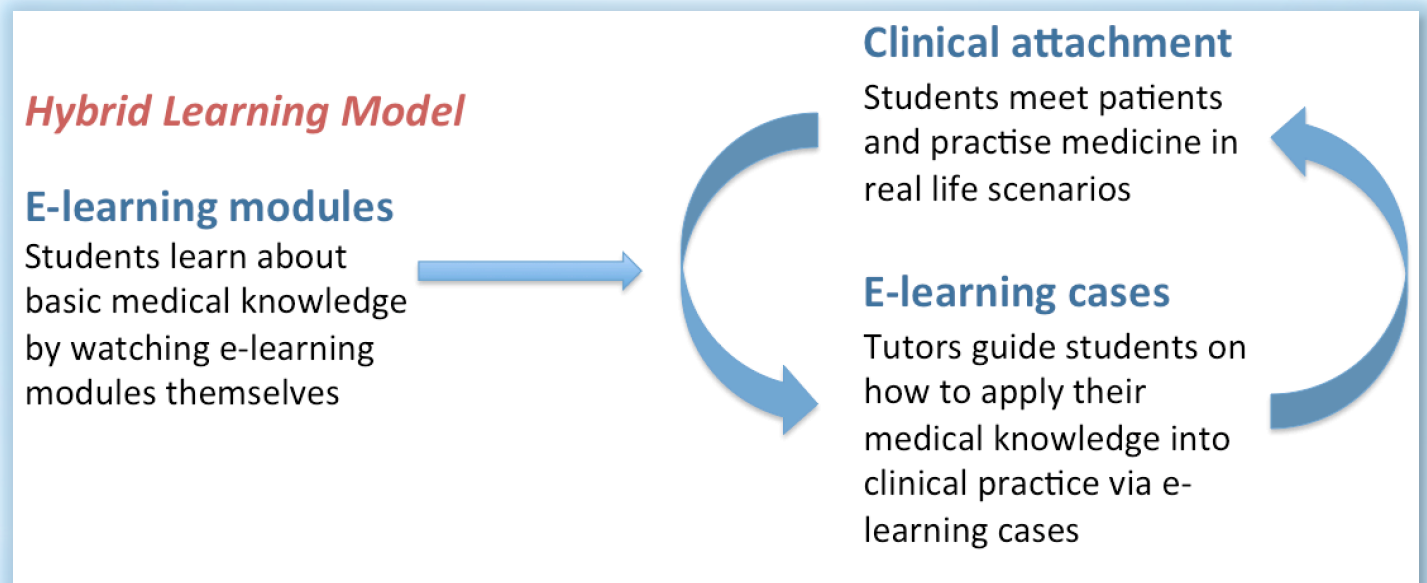 Hybrid Learning Model
E-learning modules
Students learn about
basic medical knowledge
by watching e-learning
modules themselves
Clinical attachment
Students meet patients
and practise medicine in
real life scenarios
E-learning cases
Tutors guide students on
how to apply their
medical knowledge into
clinical practice via e-
learning cases